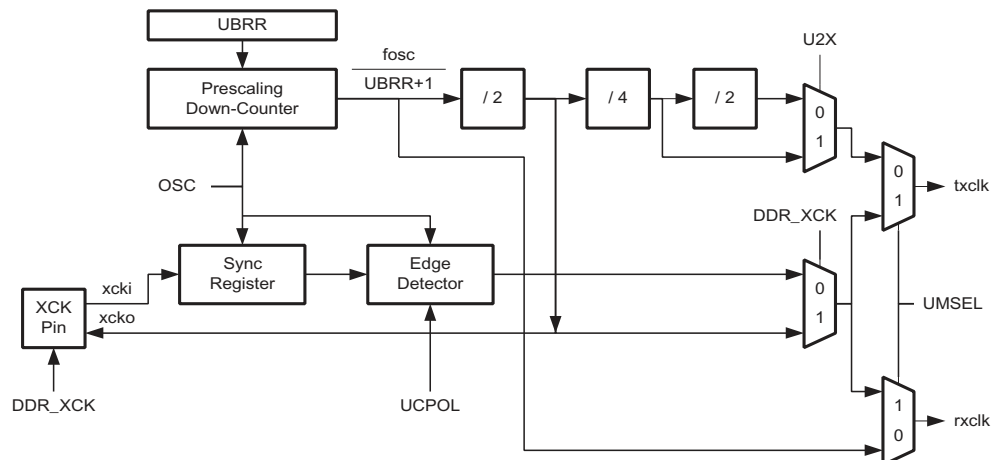 UBRR
fosc
UBRR+1
U2X
Prescaling
Down-Counter
/ 2
/ 4
/ 2
0
1
OSC
0
1
txclk
DDR_XCK
xcki
Sync
Register
Edge
Detector
0
1
UMSEL
XCK
Pin
xcko
DDR_XCK
UCPOL
1
0
rxclk